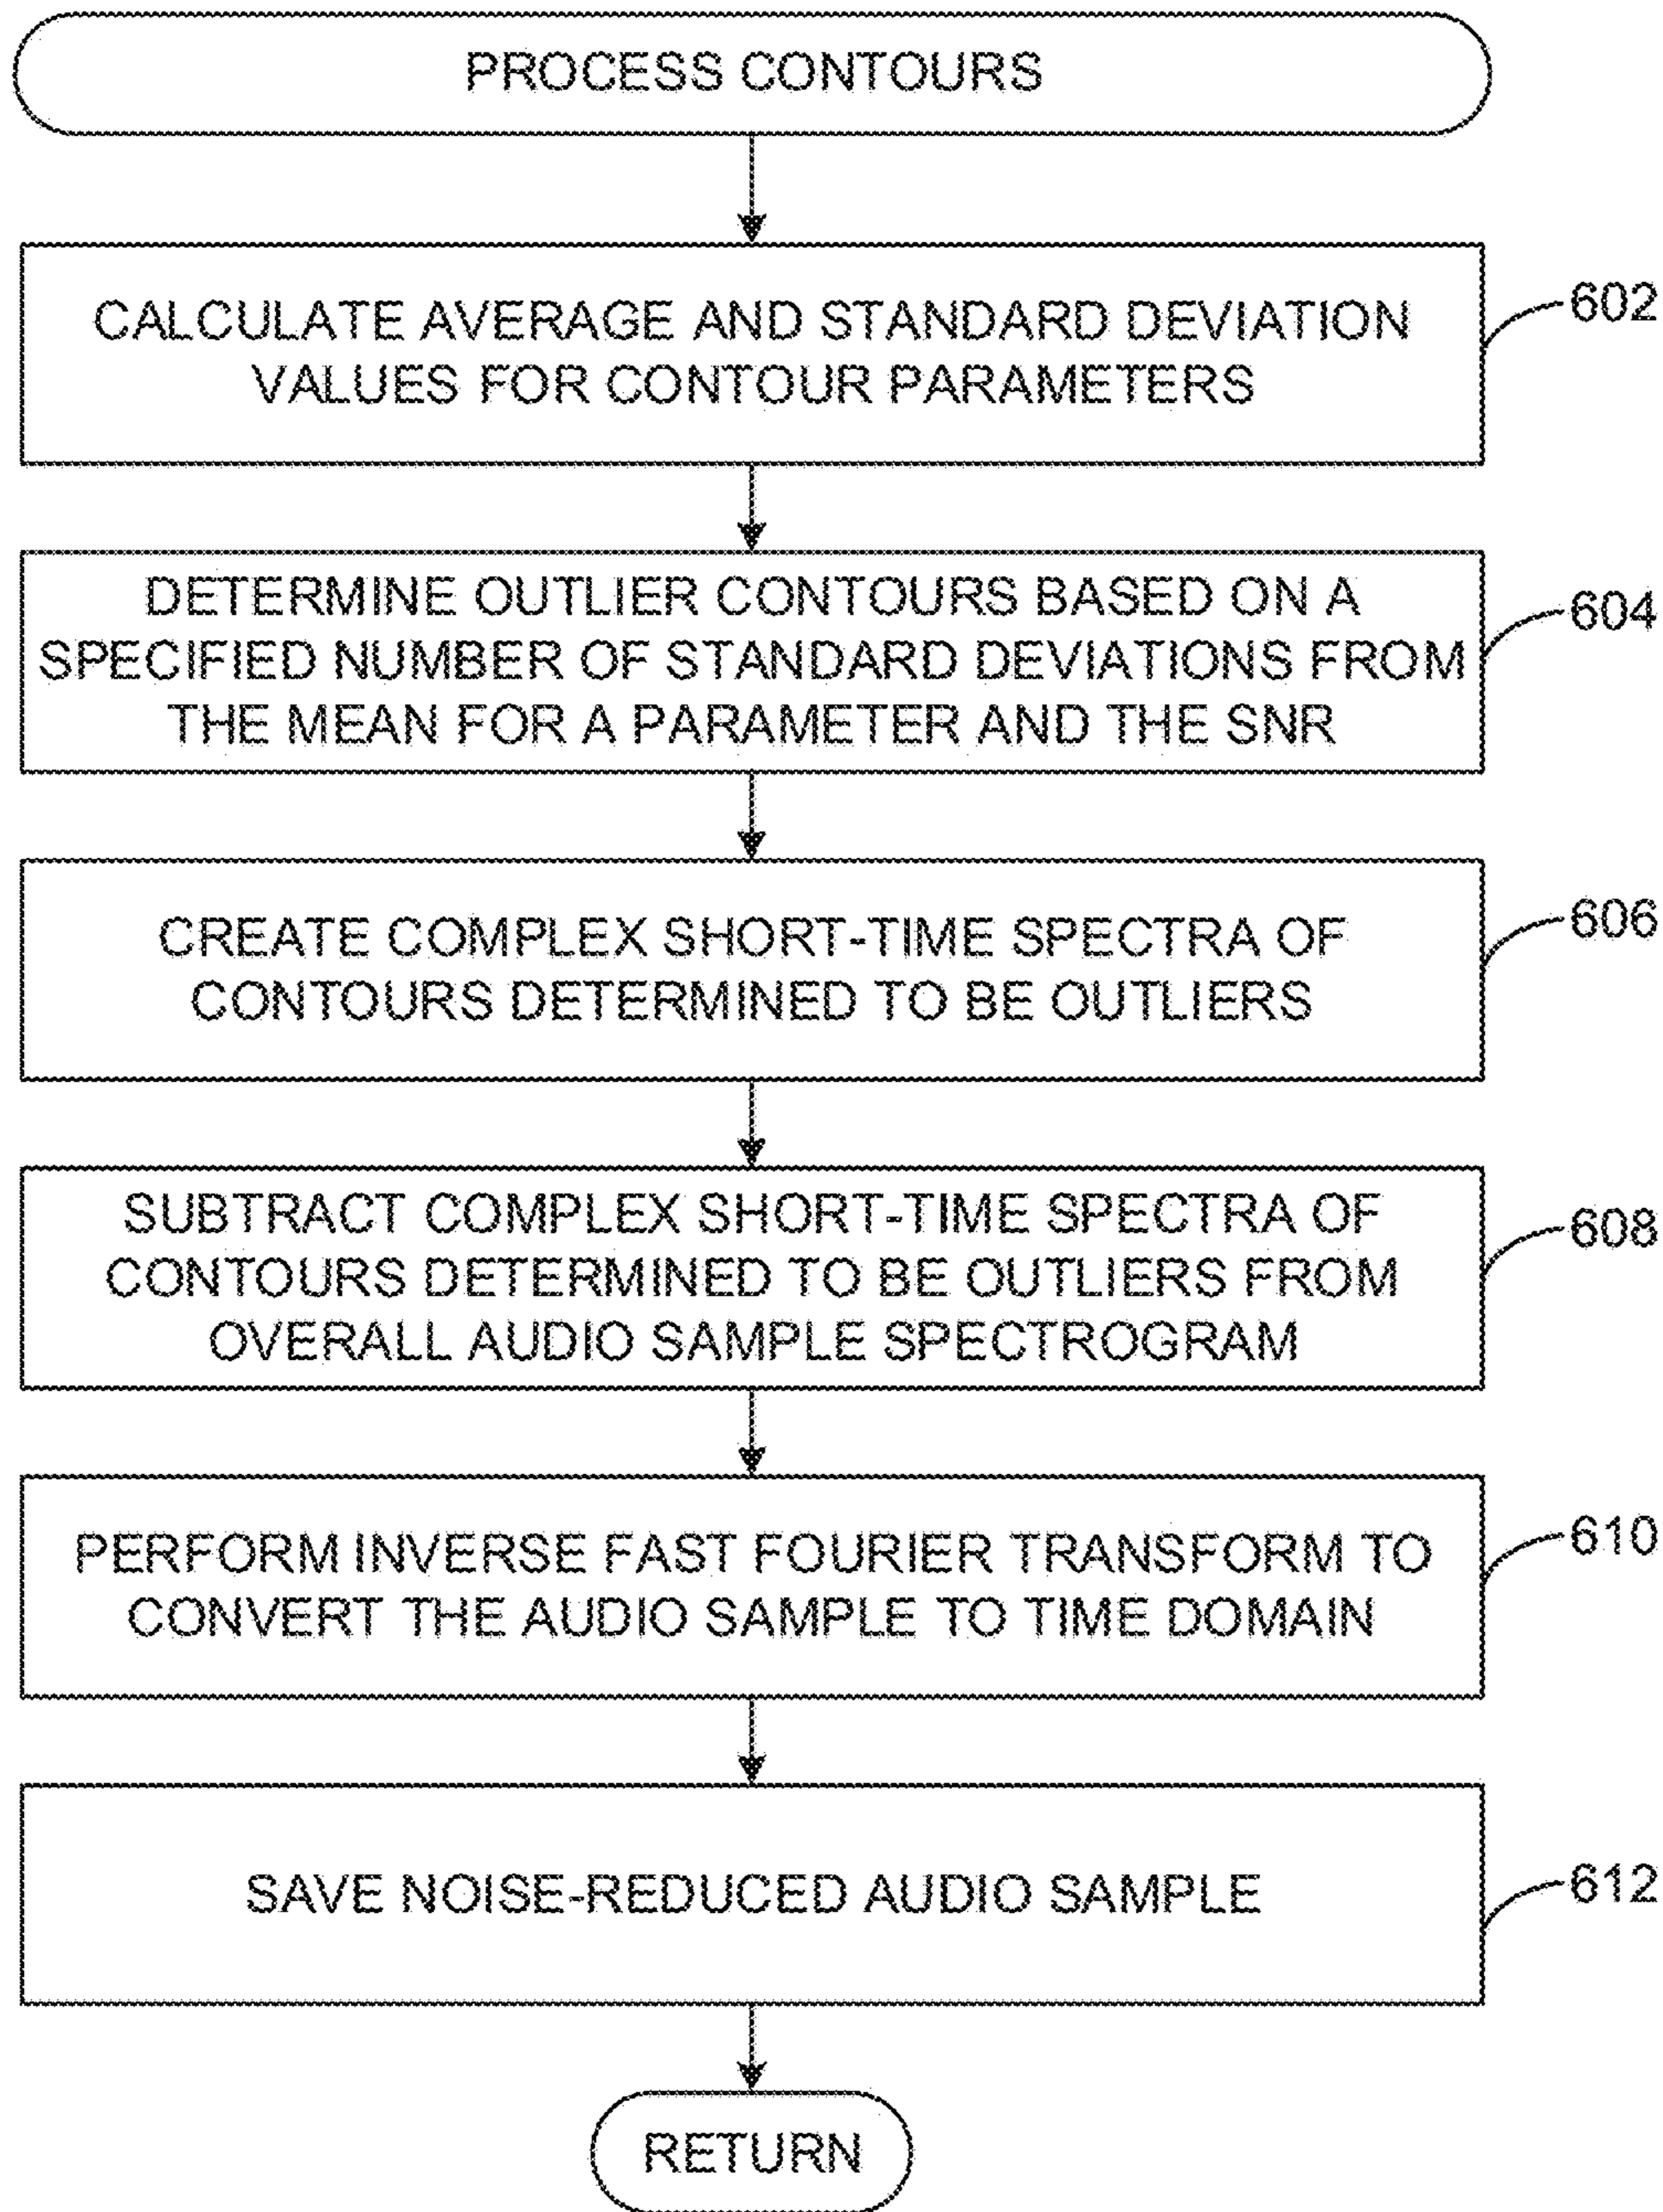 PROCESS CONTOURS
CALCULATE AVERAGE AND STANDARD DEVIATION
VALUES FOR CONTOUR PARAMETERS
602
DETERMINE OUTLIER CONTOURS BASED ON A
SPECIFIED NUMBER OF STANDARD DEVIATIONS FROM
THE MEAN FOR A PARAMETER AND THE SNR
604
CREATE COMPLEX SHORT-TIME SPECTRA OF
CONTOURS DETERMINED TO BE OUTLIERS
606
SUBTRACT COMPLEX SHORT-TIME SPECTRA OF
CONTOURS DETERMINED TO BE OUTLIERS FROM
OVERALL AUDIO SAMPLE SPECTROGRAM
608
PERFORM INVERSE FAST FOURIER TRANSFORM TO
CONVERT THE AUDIO SAMPLE TO TIME DOMAIN
610
SAVE NOISE-REDUCED AUDIO SAMPLE
612
RETURN